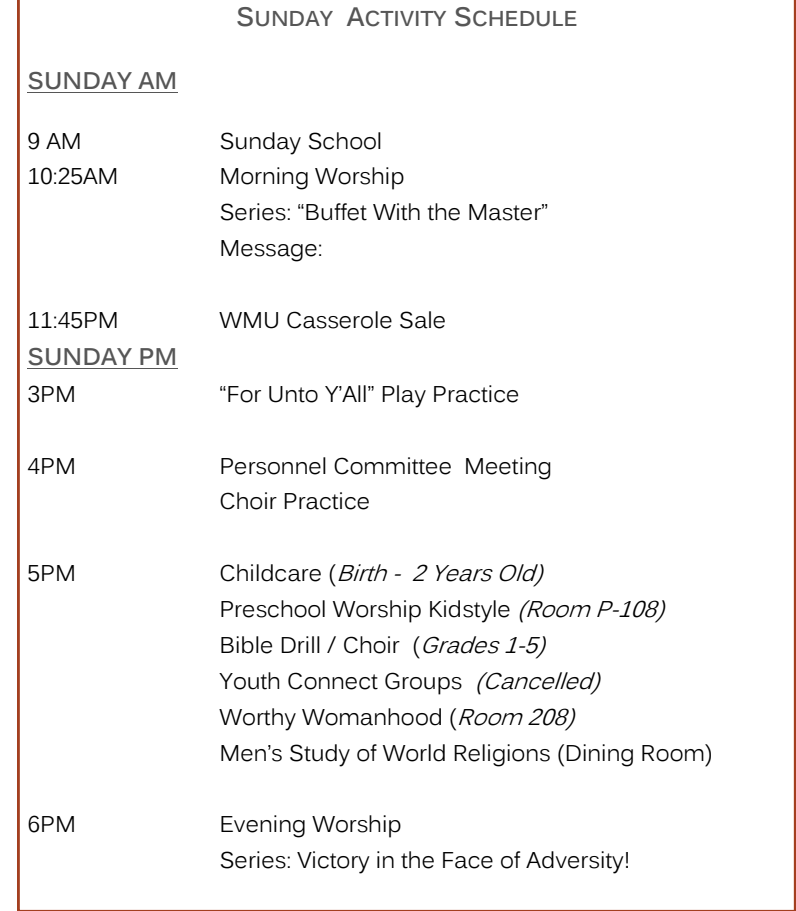 SUNDAY ACTIVITY SCHEDULE
SUNDAY AM
9 AM Sunday School
10:25AM Morning Worship
Series: “Buffet With the Master”
Message:
11:45PM WMU Casserole Sale
SUNDAY PM
3PM “For Unto Y’All” Play Practice
4PM Personnel Committee Meeting
Choir Practice
5PM Childcare (Birth - 2 Years Old)
Preschool Worship Kidstyle (Room P-108)
Bible Drill / Choir (Grades 1-5)
Youth Connect Groups (Cancelled)
Worthy Womanhood (Room 208)
Men’s Study of World Religions (Dining Room)
6PM Evening Worship
Series: Victory in the Face of Adversity!